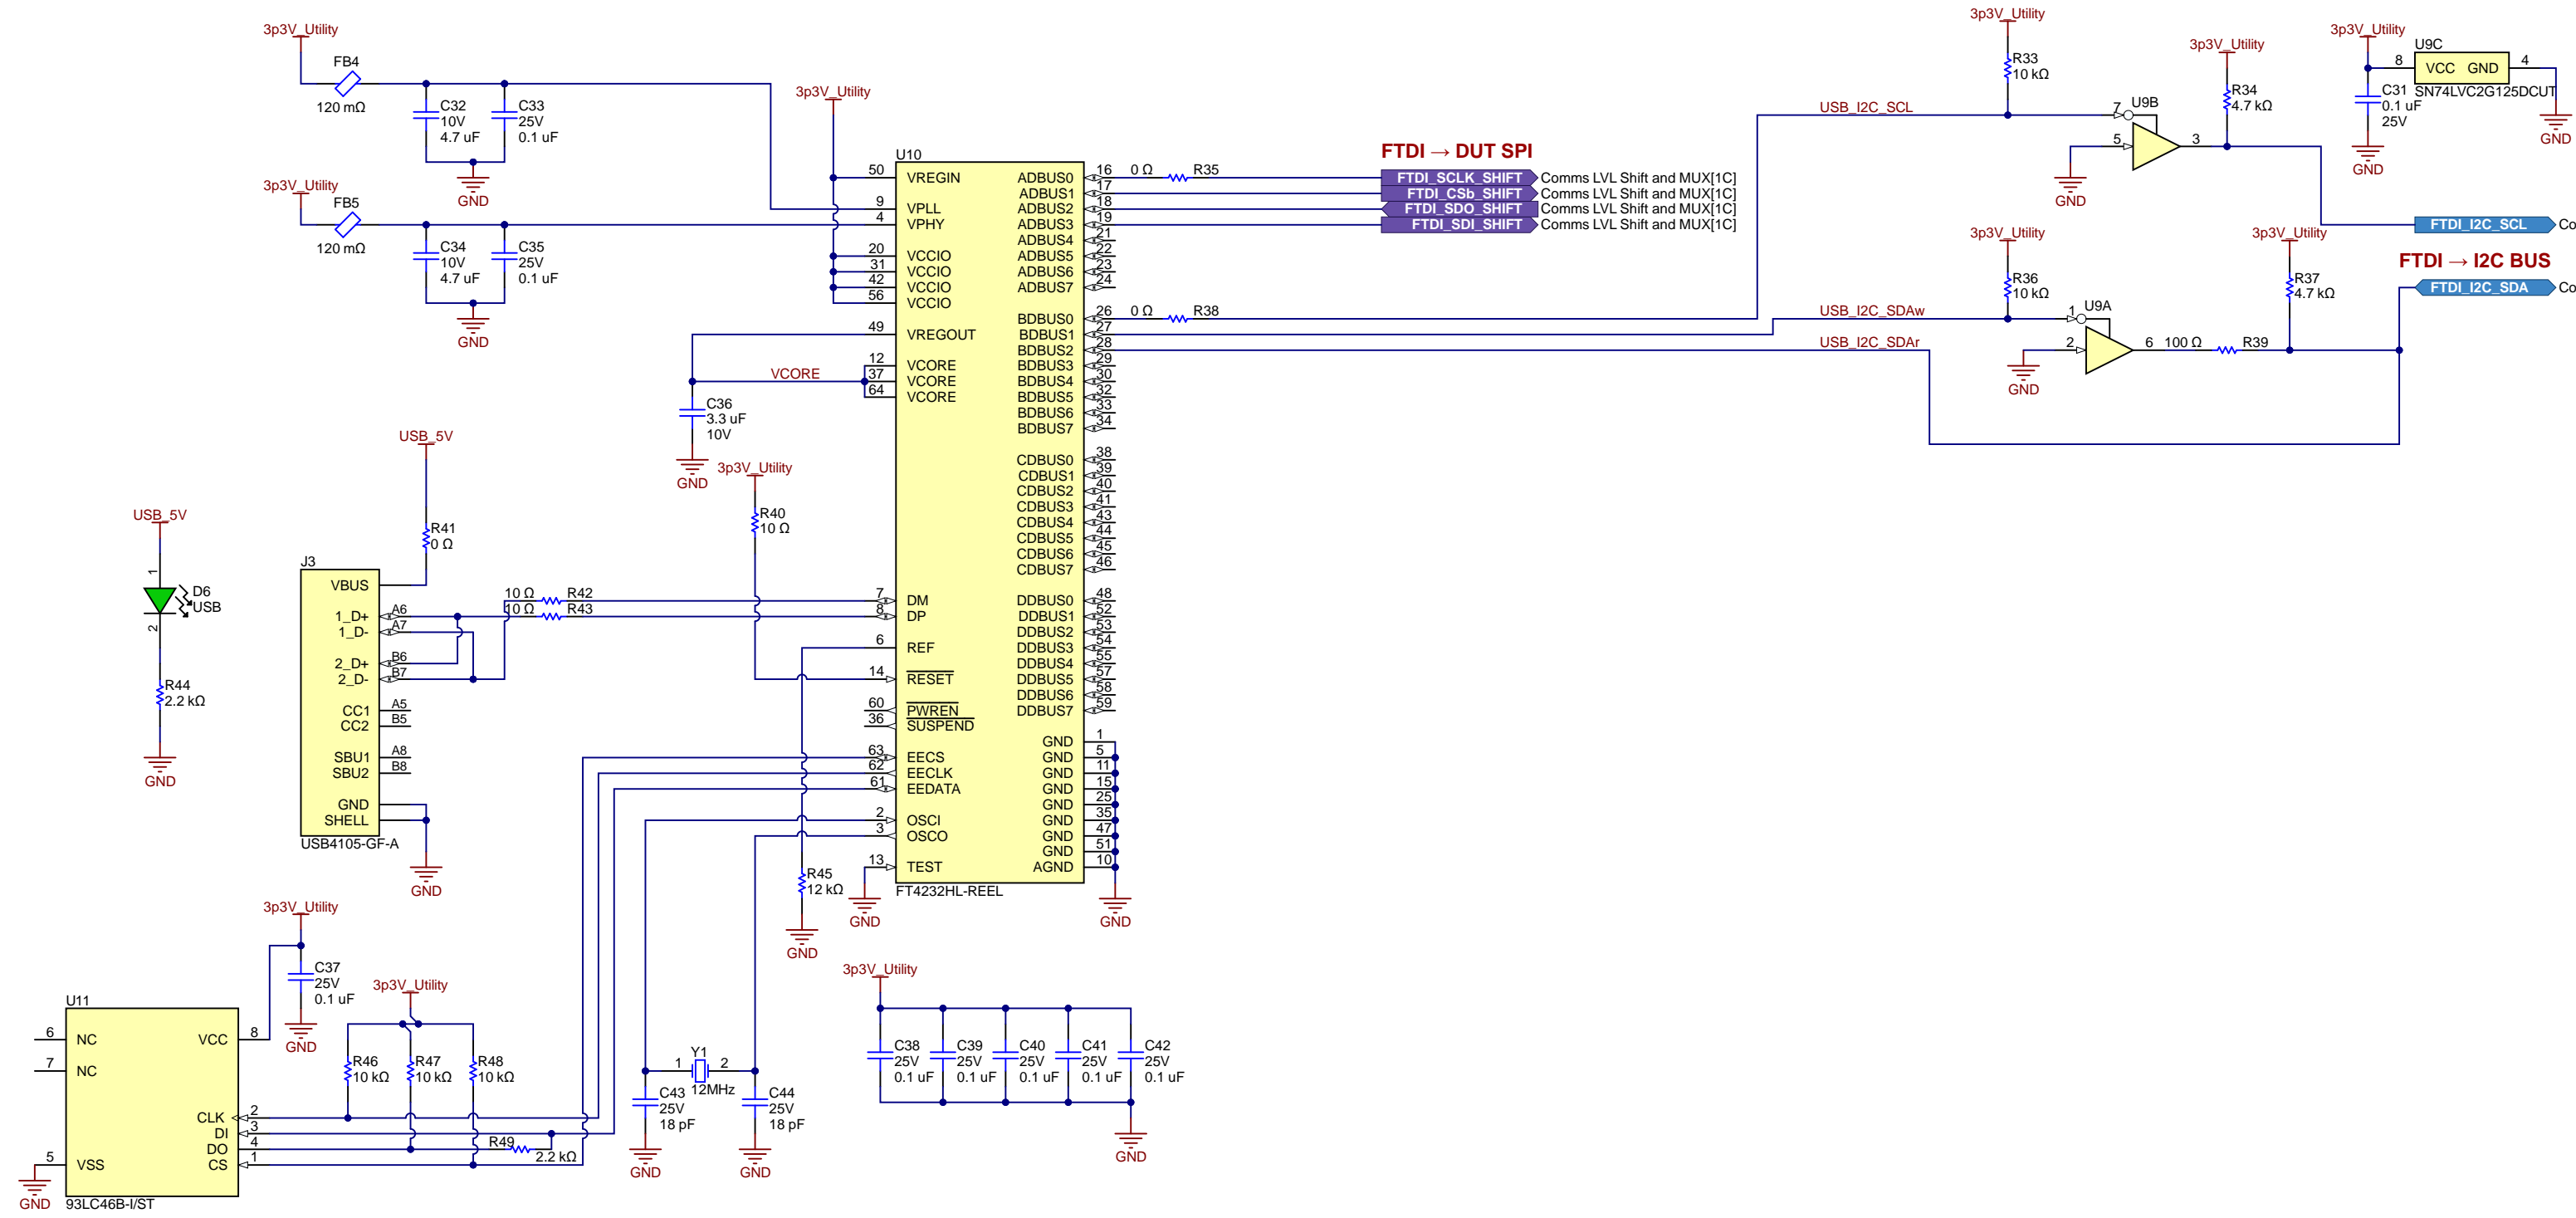 3p3V_Utility
FB4
120 mΩ
C32
10V
4.7 uF
C33
25V
0.1 uF
GND
3p3V_Utility
FB5
120 mΩ
C34
10V
4.7 uF
C35
25V
0.1 uF
GND
3p3V_Utility
U10
50 VREGIN
9 VPLL
4 VPHY
20 VCCIO
31 VCCIO
42 VCCIO
56 VCCIO
49 VREGOUT
12 VCORE
VCORE 37 VCORE
64 VCORE
C36
3.3 uF
10V
GND
3p3V_Utility
R40
10 Ω
7 DM
8 DP
6 REF
14 RESET
60 PWREN
36 SUSPEND
63 EECS
62 EECLK
61 EEDATA
2 OSCI
3 OSCO
13 TEST
FT4232HL-REEL
GND
R45
12 kΩ
GND
ADBUS0 16 0 Ω R35
ADBUS1 17
ADBUS2 18
ADBUS3 19
ADBUS4 21
ADBUS5 22
ADBUS6 23
ADBUS7 24
BDBUS0 26 0 Ω R38
BDBUS1 27
BDBUS2 28
BDBUS3 29
BDBUS4 30
BDBUS5 32
BDBUS6 33
BDBUS7 34
CDBUS0 38
CDBUS1 39
CDBUS2 40
CDBUS3 41
CDBUS4 43
CDBUS5 44
CDBUS6 45
CDBUS7 46
DDBUS0 48
DDBUS1 52
DDBUS2 53
DDBUS3 54
DDBUS4 55
DDBUS5 57
DDBUS6 58
DDBUS7 59
GND 1
GND 5
GND 11
GND 15
GND 25
GND 35
GND 47
GND 51
AGND 10
GND
FTDI → DUT SPI
FTDI_SCLK_SHIFT Comms LVL Shift and MUX[1C]
FTDI_CSb_SHIFT Comms LVL Shift and MUX[1C]
FTDI_SDO_SHIFT Comms LVL Shift and MUX[1C]
FTDI_SDI_SHIFT Comms LVL Shift and MUX[1C]
USB_I2C_SCL
USB_I2C_SDAw
USB_I2C_SDAr
3p3V_Utility
R33
10 kΩ
7 U9B
5 3
GND
3p3V_Utility
R34
4.7 kΩ
3p3V_Utility
U9C
8 VCC GND 4
SN74LVC2G125DCUT
C31
0.1 uF
25V
GND
GND
FTDI_I2C_SCL Co
FTDI → I2C BUS
FTDI_I2C_SDA Co
3p3V_Utility
R36
10 kΩ
1 U9A
2 6 100 Ω R39
GND
3p3V_Utility
R37
4.7 kΩ
USB_5V
1
D6
USB
2
R44
2.2 kΩ
GND
USB_5V
R41
0 Ω
J3
VBUS
1_D+ A6
1_D- A7
2_D+ B6
2_D- B7
CC1 A5
CC2 B5
SBU1 A8
SBU2 B8
GND
SHELL
USB4105-GF-A
GND
10 Ω R42
10 Ω R43
3p3V_Utility
C37
25V
0.1 uF
GND
U11
6 NC
7 NC
5 VSS
VCC 8
CLK 2
DI 3
DO 4
CS 1
93LC46B-I/ST
GND
3p3V_Utility
R46
10 kΩ
R47
10 kΩ
R48
10 kΩ
R49
2.2 kΩ
1 Y1 2
12MHz
C43
25V
18 pF
GND
C44
25V
18 pF
GND
3p3V_Utility
C38
25V
0.1 uF
C39
25V
0.1 uF
C40
25V
0.1 uF
C41
25V
0.1 uF
C42
25V
0.1 uF
GND